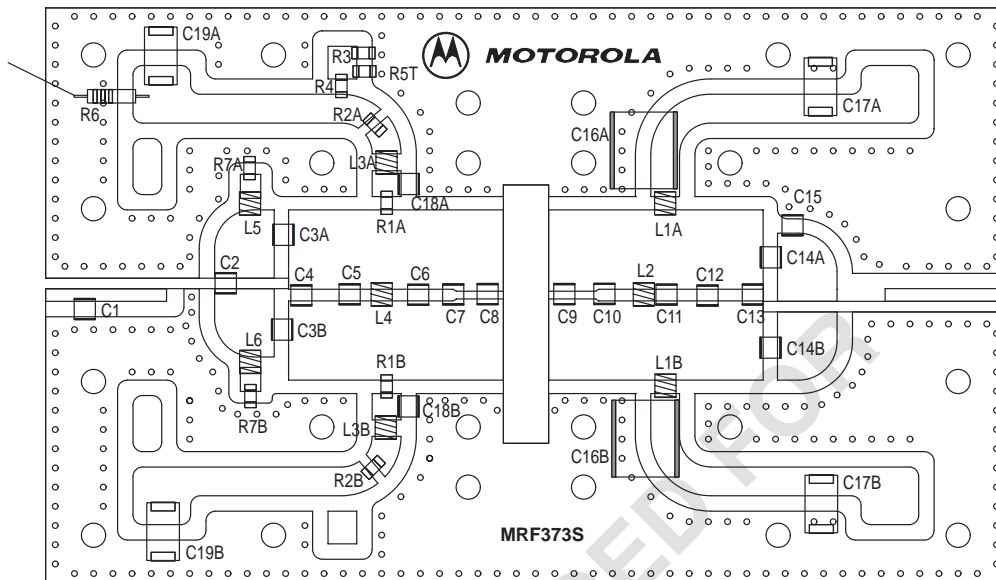 C19A
R3
MOTOROLA
R5T
R4
R6
C17A
R2A
C16A
L3A
R7A
C18A
C15
L5
C3A
R1A
L1A
C14A
C2
C4
C5
C6
L2
C12
C1
L4
C7
C8
C9
C10
C11
C13
C3B
L6
C14B
R1B
L1B
R7B
L3B
C18B
C16B
R2B
C17B
MRF373S
C19B
ED FOR